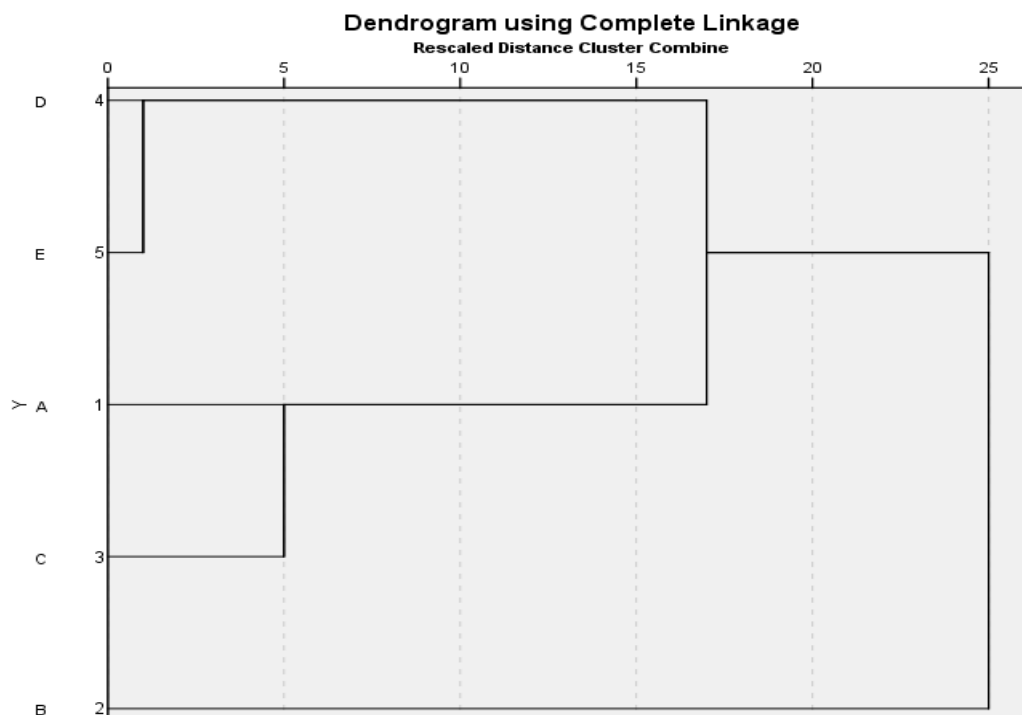 Dendrogram using Complete Linkage
Rescaled Distance Cluster Combine
0 5 10 15 20 25
D 4
E 5
Y
A 1
C 3
B 2